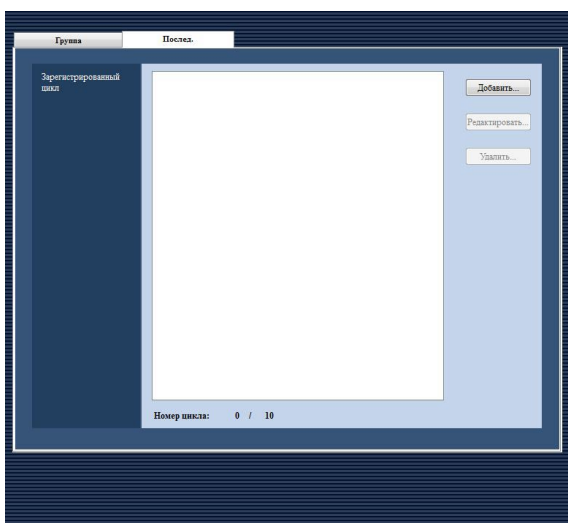 Группа Послед.
Зарегистрированный
цикл
Добавить...
Редактировать...
Удалить...
Номер цикла: 0 / 10